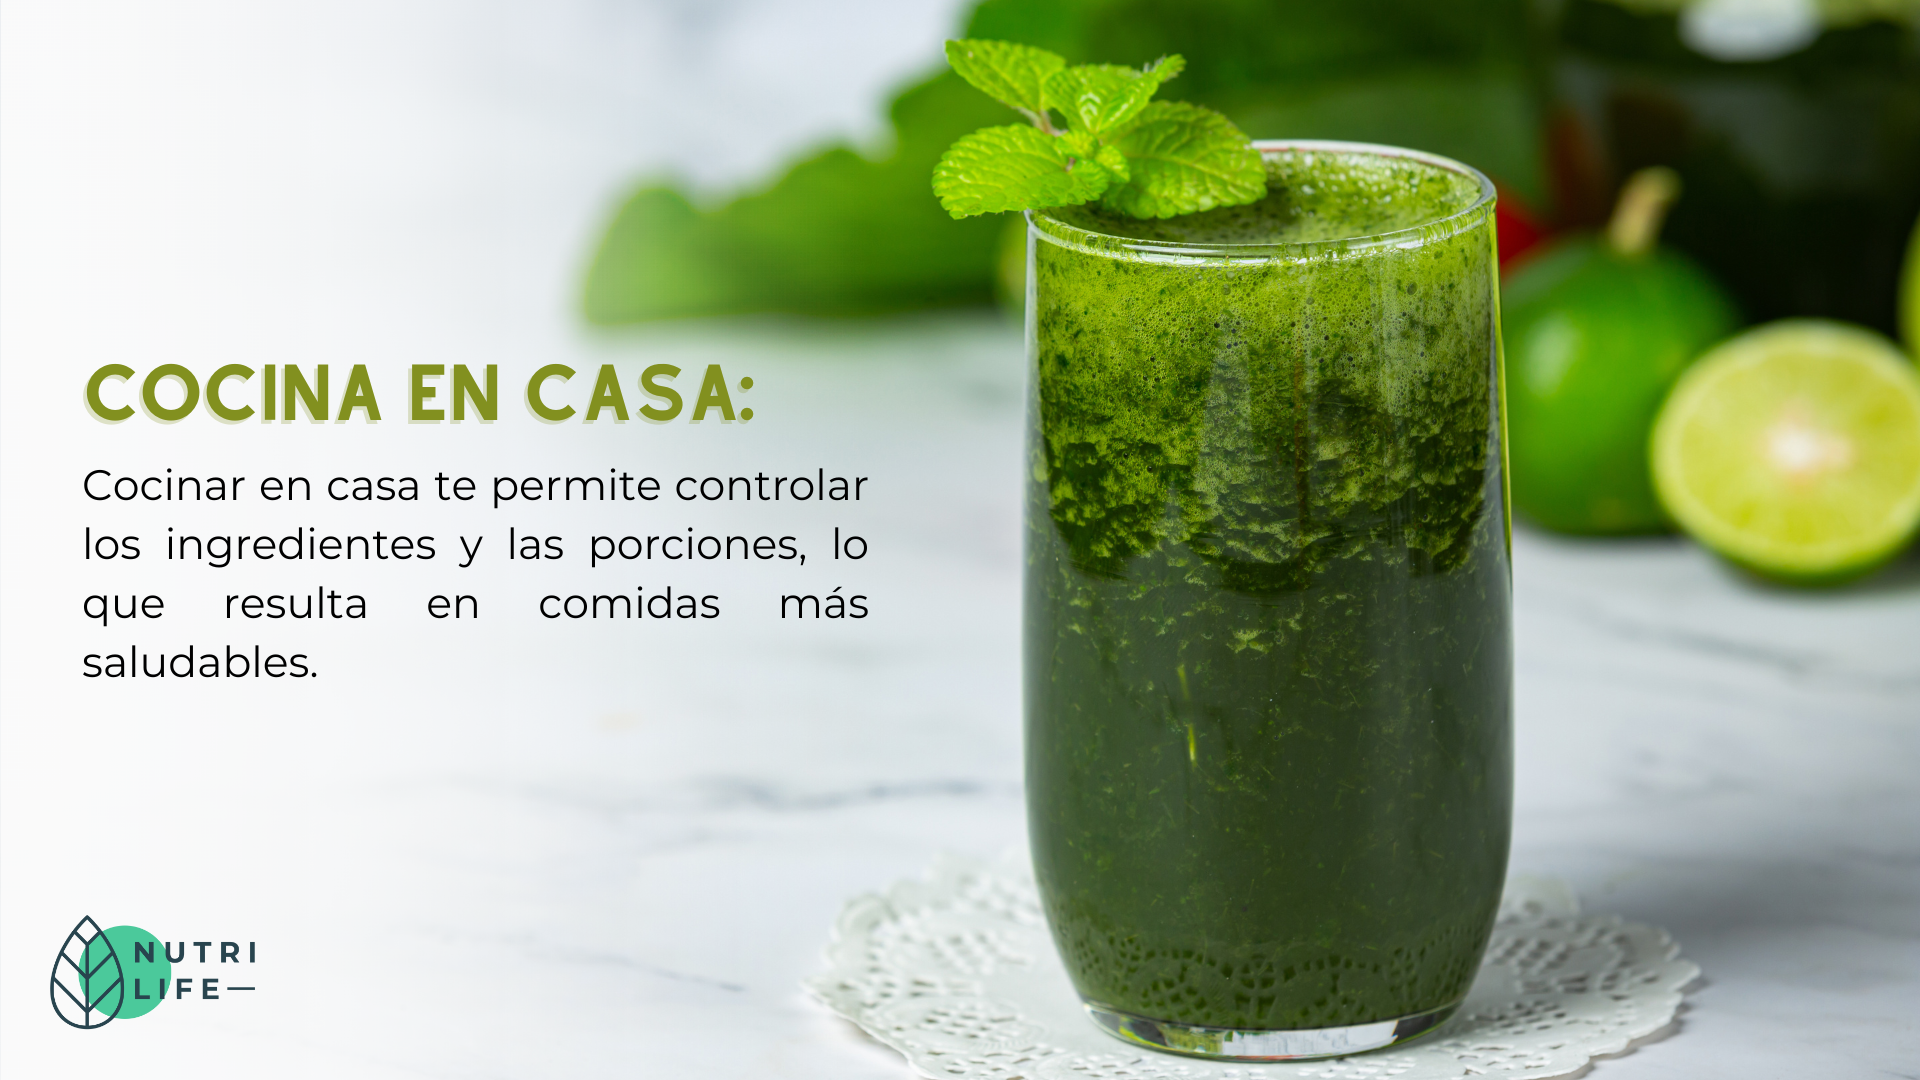 COCINA EN CASA:
Cocinar en casa te permite controlar
los ingredientes y las porciones, lo
que resulta en comidas más
saludables.
NUTRI
LIFE